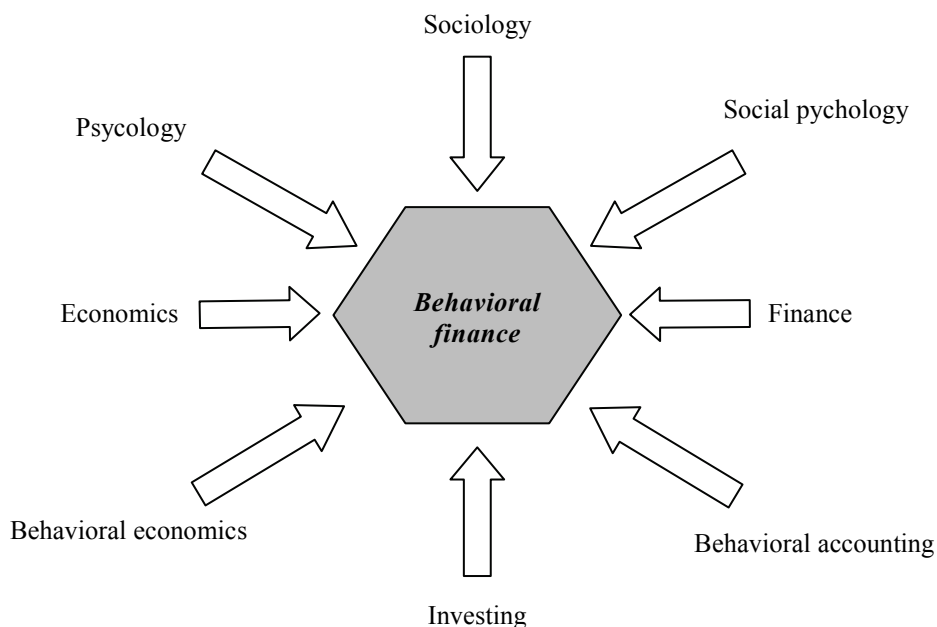 Sociology
Psycology
Social pychology
Economics
Behavioral
finance
Finance
Behavioral economics
Behavioral accounting
Investing